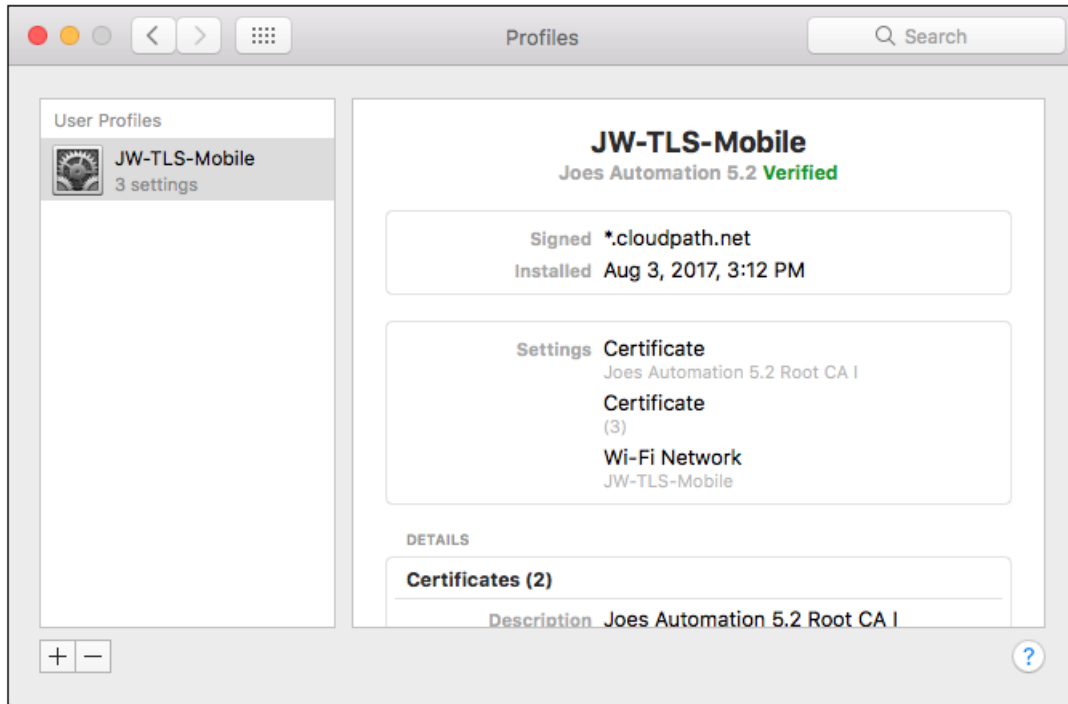 Profiles
Search
User Profiles
JW-TLS-Mobile
3 settings
JW-TLS-Mobile
Joes Automation 5.2 Verified
Signed *.cloudpath.net
Installed Aug 3, 2017, 3:12 PM
Settings Certificate
Joes Automation 5.2 Root CA I
Certificate
(3)
Wi-Fi Network
JW-TLS-Mobile
DETAILS
Certificates (2)
Description Joes Automation 5.2 Root CA I
+ −
?